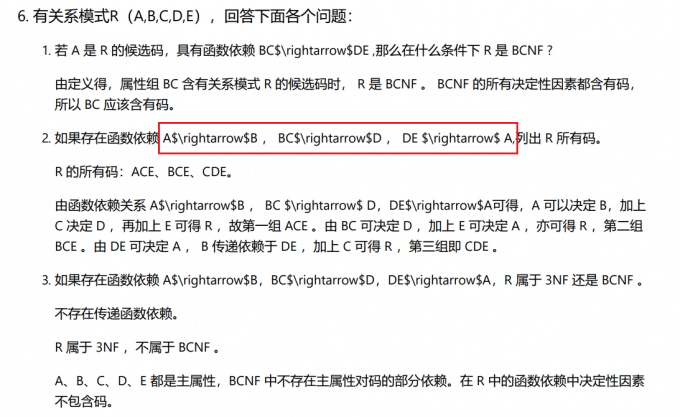 6. 有关系模式R（A,B,C,D,E），回答下面各个问题：
1. 若 A 是 R 的候选码，具有函数依赖 BC$\rightarrow$DE ,那么在什么条件下 R 是 BCNF ?
由定义得，属性组 BC 含有关系模式 R 的候选码时， R 是 BCNF 。 BCNF 的所有决定性因素都含有码，
所以 BC 应该含有码。
2. 如果存在函数依赖 A$\rightarrow$B ， BC$\rightarrow$D ， DE $\rightarrow$ A,列出 R 所有码。
R 的所有码：ACE、BCE、CDE。
由函数依赖关系 A$\rightarrow$B ， BC $\rightarrow$ D，DE$\rightarrow$A可得，A 可以决定 B，加上
C 决定 D ，再加上 E 可得 R ，故第一组 ACE 。由 BC 可决定 D ，加上 E 可决定 A ，亦可得 R ，第二组
BCE 。由 DE 可决定 A ， B 传递依赖于 DE ，加上 C 可得 R ，第三组即 CDE 。
3. 如果存在函数依赖 A$\rightarrow$B，BC$\rightarrow$D，DE$\rightarrow$A，R 属于 3NF 还是 BCNF 。
不存在传递函数依赖。
R 属于 3NF ，不属于 BCNF 。
A、B、C、D、E 都是主属性，BCNF 中不存在主属性对码的部分依赖。在 R 中的函数依赖中决定性因素
不包含码。